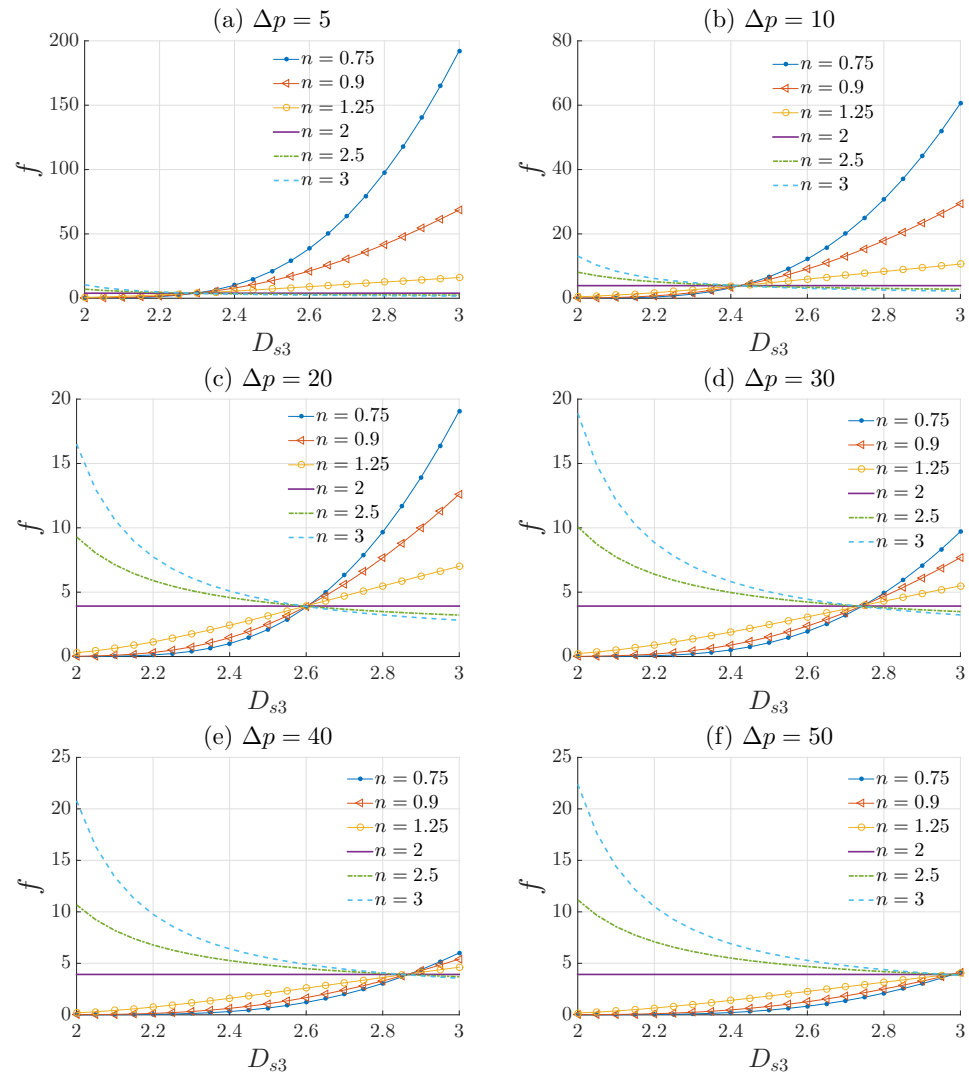 (a) Δp = 5
200
150
100
50
0
f
n = 0.75
n = 0.9
n = 1.25
n = 2
n = 2.5
n = 3
2 2.2 2.4 2.6 2.8 3
D_{s3}
(b) Δp = 10
80
60
40
20
0
f
n = 0.75
n = 0.9
n = 1.25
n = 2
n = 2.5
n = 3
2 2.2 2.4 2.6 2.8 3
D_{s3}
(c) Δp = 20
20
15
10
5
0
f
n = 0.75
n = 0.9
n = 1.25
n = 2
n = 2.5
n = 3
2 2.2 2.4 2.6 2.8 3
D_{s3}
(d) Δp = 30
20
15
10
5
0
f
n = 0.75
n = 0.9
n = 1.25
n = 2
n = 2.5
n = 3
2 2.2 2.4 2.6 2.8 3
D_{s3}
(e) Δp = 40
25
20
15
10
5
0
f
n = 0.75
n = 0.9
n = 1.25
n = 2
n = 2.5
n = 3
2 2.2 2.4 2.6 2.8 3
D_{s3}
(f) Δp = 50
25
20
15
10
5
0
f
n = 0.75
n = 0.9
n = 1.25
n = 2
n = 2.5
n = 3
2 2.2 2.4 2.6 2.8 3
D_{s3}